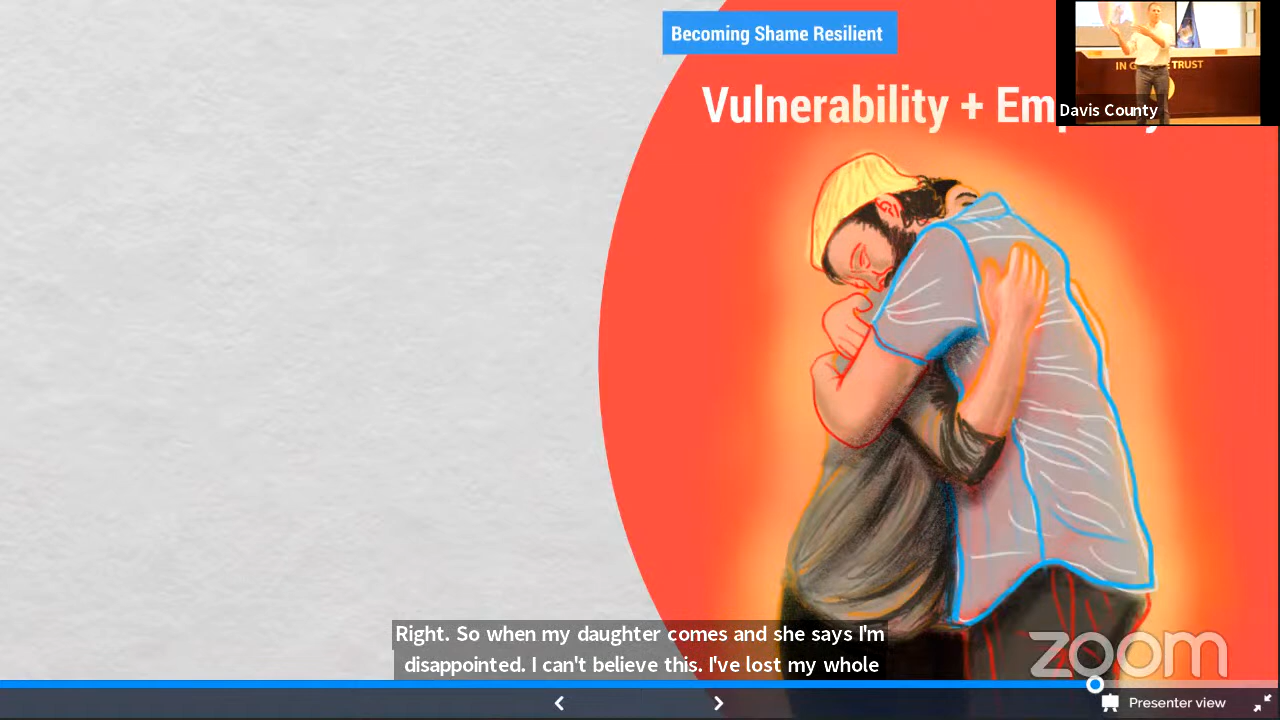 Becoming Shame Resilient
Vulnerability + Em
IN G TRUST
Davis County
Right. So when my daughter comes and she says I'm
disappointed. I can't believe this. I've lost my whole
zoom
Presenter view